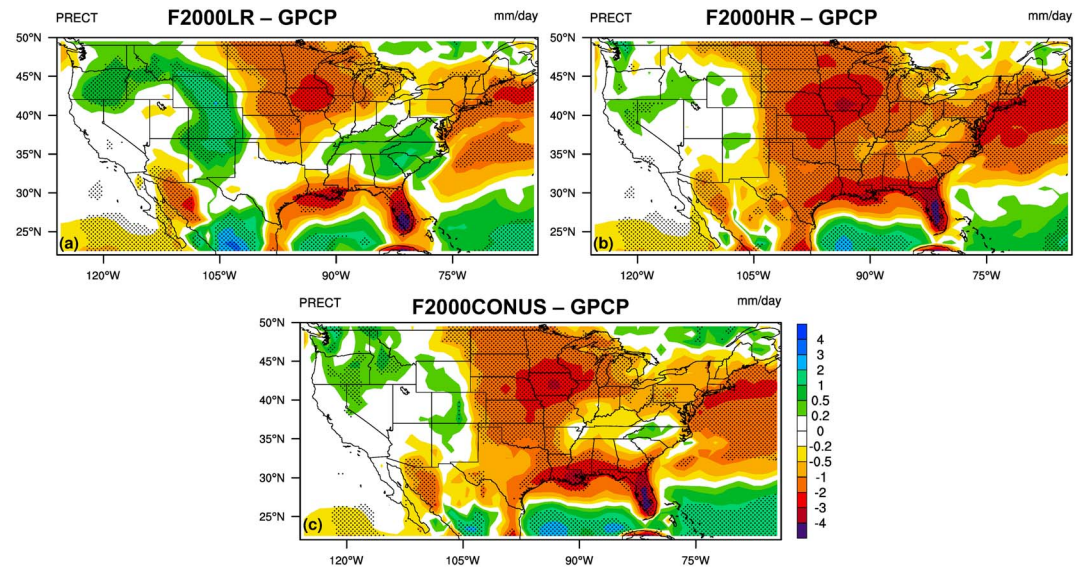 PRECT F2000LR – GPCP mm/day
50°N
45°N
40°N
35°N
30°N
25°N
(a)
120°W 105°W 90°W 75°W
PRECT F2000HR – GPCP mm/day
50°N
45°N
40°N
35°N
30°N
25°N
(b)
120°W 105°W 90°W 75°W
PRECT F2000CONUS – GPCP mm/day
50°N
45°N
40°N
35°N
30°N
25°N
(c)
120°W 105°W 90°W 75°W
4
3
2
1
0.5
0.2
0
-0.2
-0.5
-1
-2
-3
-4